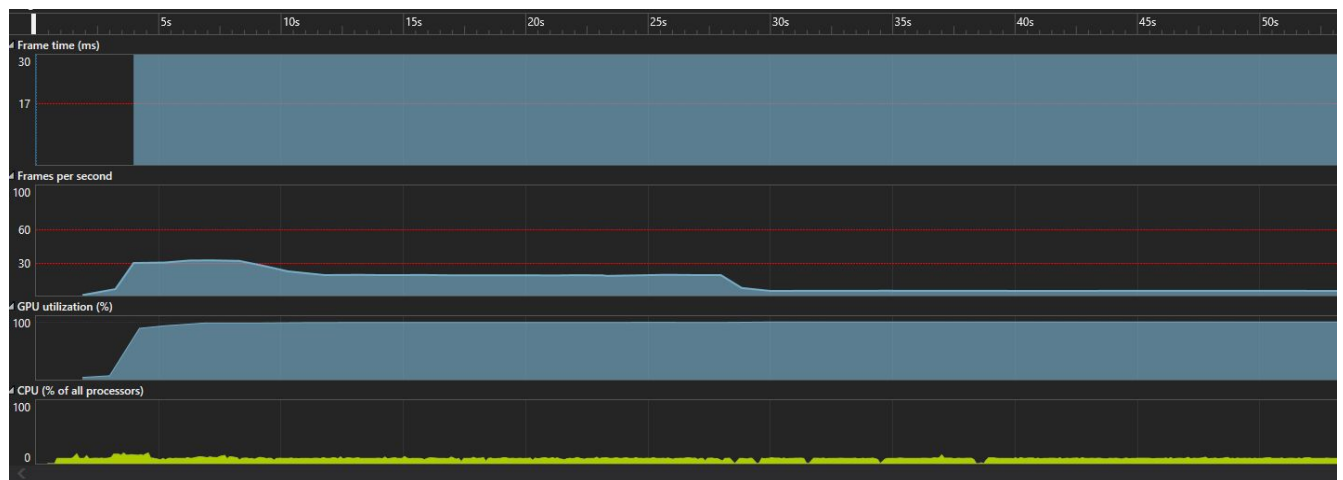 5s 10s 15s 20s 25s 30s 35s 40s 45s 50s
Frame time (ms)
30
17
Frames per second
100
60
30
GPU utilization (%)
100
CPU (% of all processors)
100
0